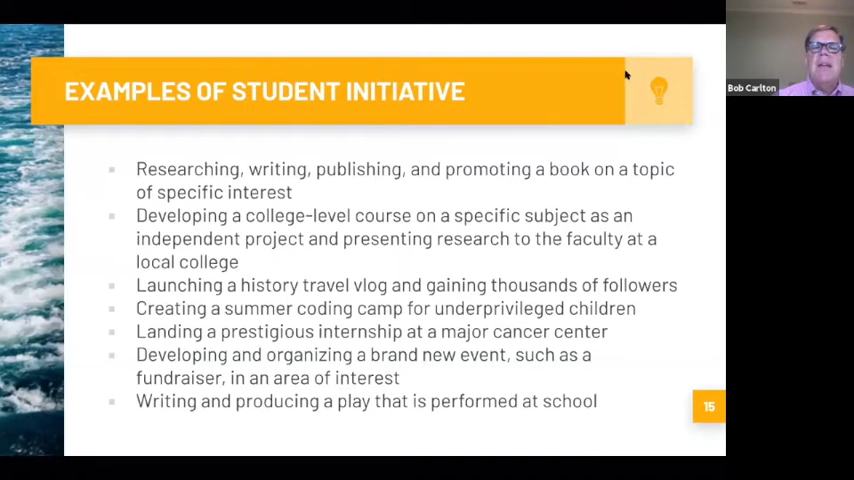 EXAMPLES OF STUDENT INITIATIVE
Bob Carlton
Researching, writing, publishing, and promoting a book on a topic
of specific interest
Developing a college-level course on a specific subject as an
independent project and presenting research to the faculty at a
local college
Launching a history travel vlog and gaining thousands of followers
Creating a summer coding camp for underprivileged children
Landing a prestigious internship at a major cancer center
Developing and organizing a brand new event, such as a
fundraiser, in an area of interest
Writing and producing a play that is performed at school
15